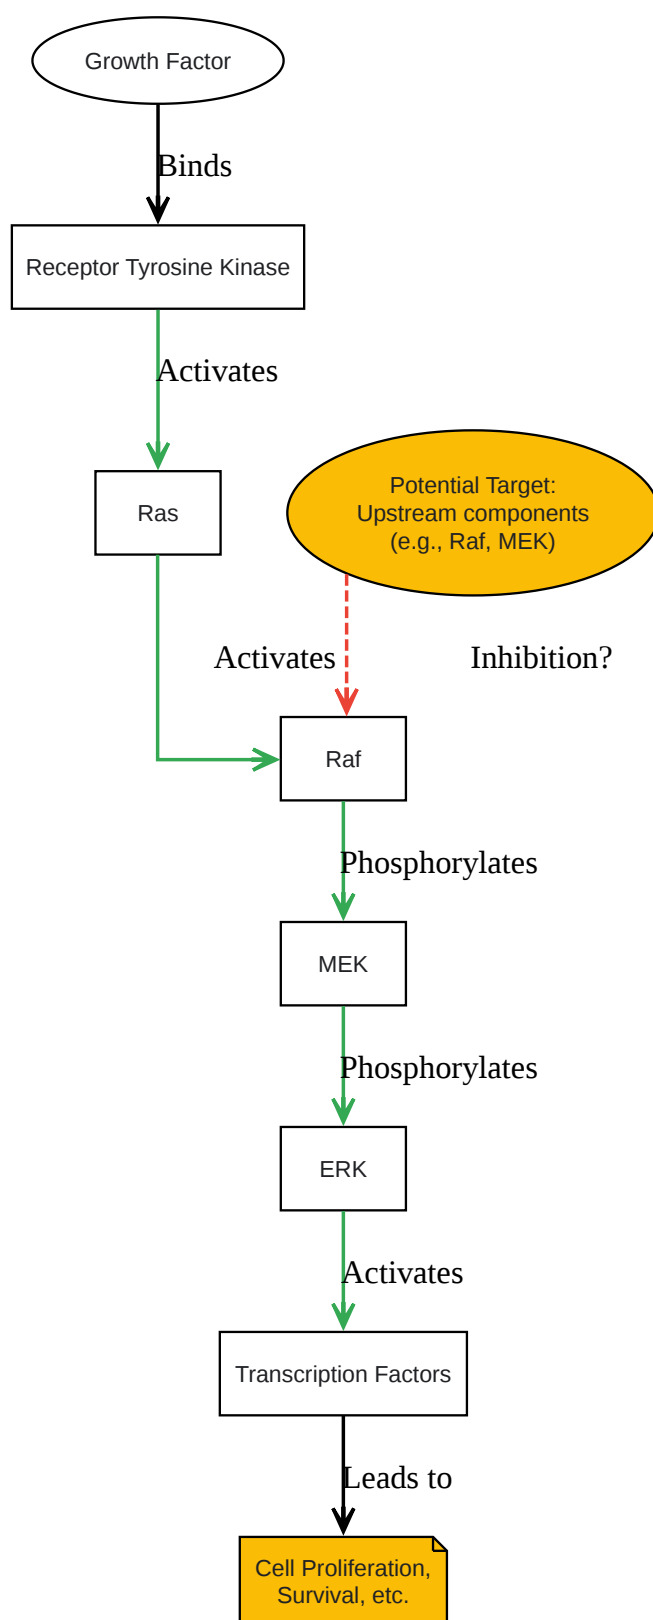 Growth Factor
Binds
Receptor Tyrosine Kinase
Activates
Ras
Potential Target:
Upstream components
(e.g., Raf, MEK)
Activates
Inhibition?
Raf
Phosphorylates
MEK
Phosphorylates
ERK
Activates
Transcription Factors
Leads to
Cell Proliferation,
Survival, etc.